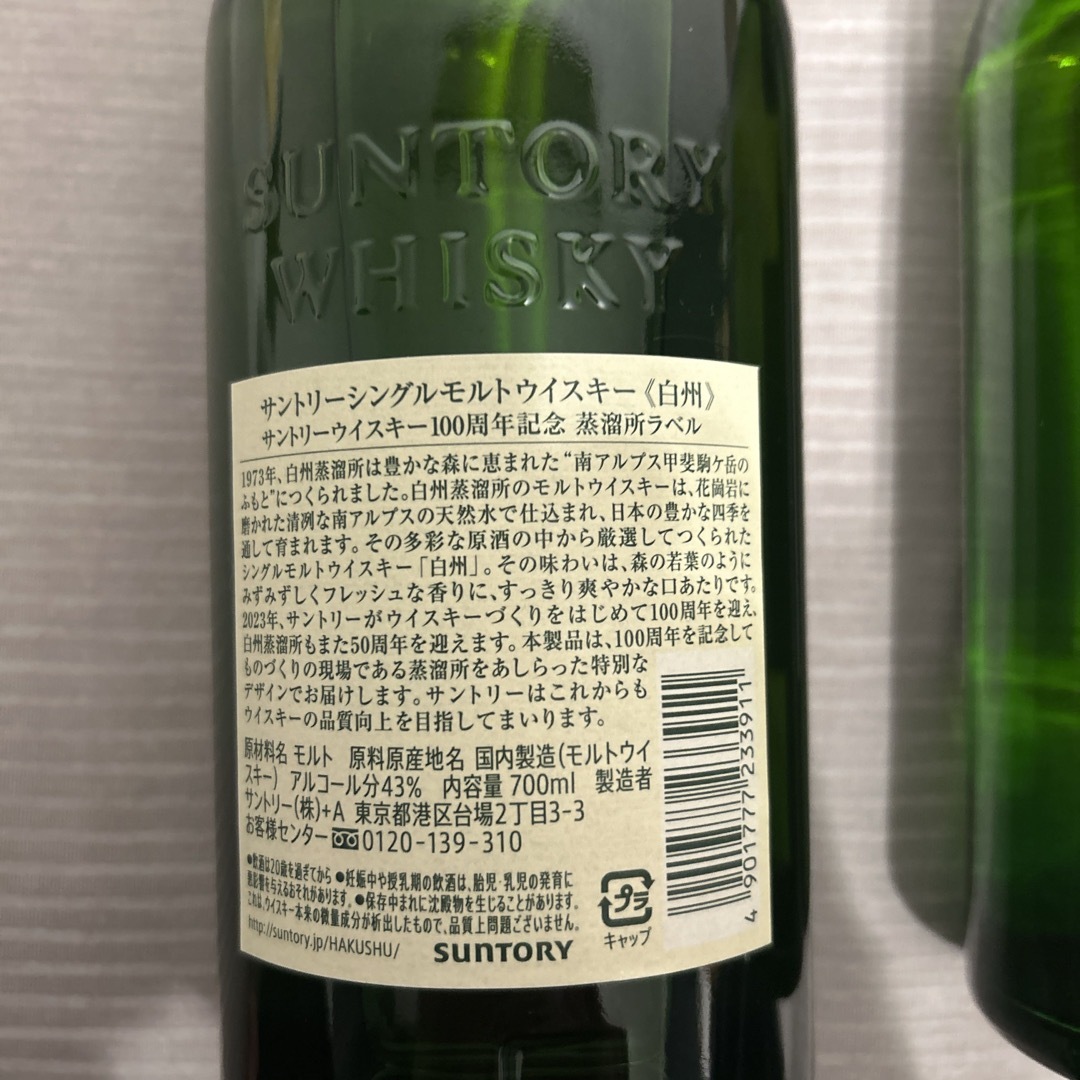 SUNTORY
WHISKY
サントリーシングルモルトウイスキー《白州》
サントリーウイスキー100周年記念 蒸溜所ラベル
1973年、白州蒸溜所は豊かな森に恵まれた“南アルプス甲斐駒ケ岳の
ふもと”につくられました。白州蒸溜所のモルトウイスキーは、花崗岩に
磨かれた清冽な南アルプスの天然水で仕込まれ、日本の豊かな四季を
通して育まれます。その多彩な原酒の中から厳選してつくられた
シングルモルトウイスキー「白州」。その味わいは、森の若葉のように
みずみずしくフレッシュな香りに、すっきり爽やかな口あたりです。
2023年、サントリーがウイスキーづくりをはじめて100周年を迎え、
白州蒸溜所もまた50周年を迎えます。本製品は、100周年を記念して
ものづくりの現場である蒸溜所をあしらった特別な
デザインでお届けします。サントリーはこれからも
ウイスキーの品質向上を目指してまいります。
原材料名 モルト 原料原産地名 国内製造(モルトウイ
スキー) アルコール分43% 内容量 700ml 製造者
サントリー(株)+A 東京都港区台場2丁目3-3
お客様センター 0120-139-310
●飲酒は20歳を過ぎてから ●妊娠中や授乳期の飲酒は、胎児・乳児の発育に
悪影響を与えるおそれがあります。 ●保存中まれに沈殿物を生じることがあります。
これは、ウイスキー本来の微量成分が析出したもので、品質上問題ございません。
http://suntory.jp/HAKUSHU/ SUNTORY
プラ
キャップ
4 901777 233911